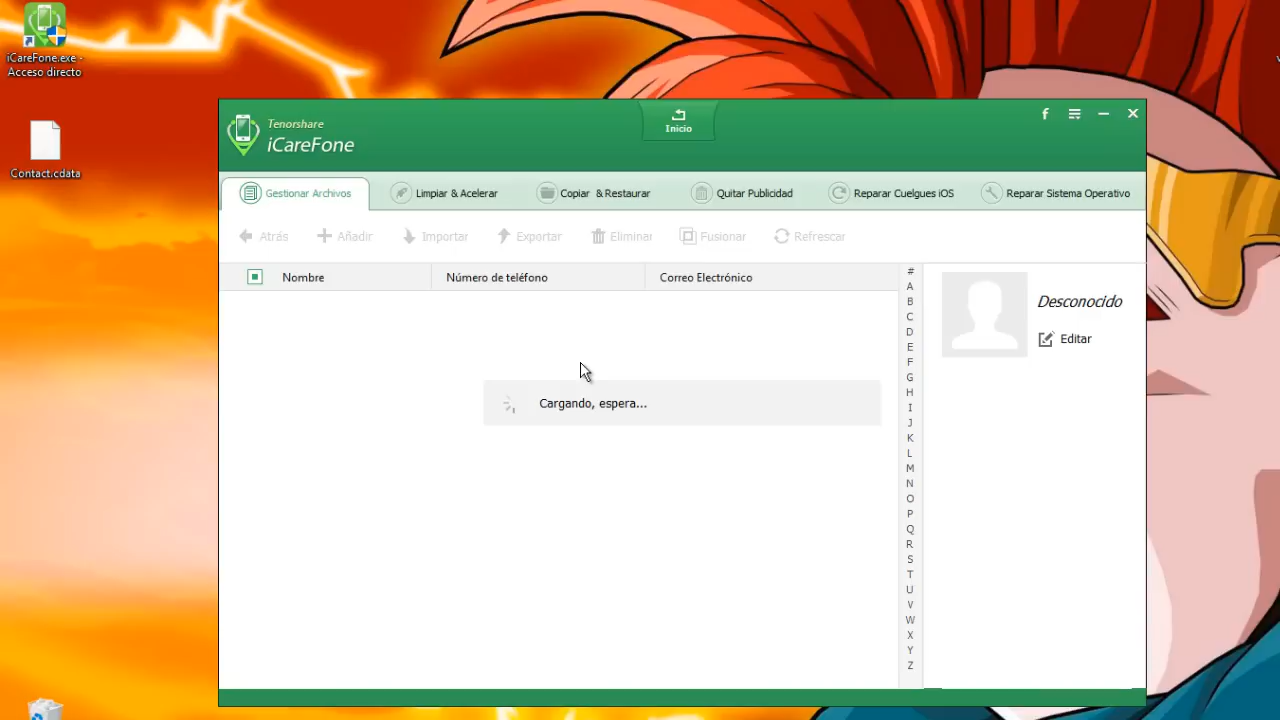 iCareFone.exe -
Acceso directo
Contact.cdata
Tenorshare
iCareFone
Inicio
f
Gestionar Archivos
Limpiar & Acelerar
Copiar & Restaurar
Quitar Publicidad
Reparar Cuelgues iOS
Reparar Sistema Operativo
Atrás
Añadir
Importar
Exportar
Eliminar
Fusionar
Refrescar
Nombre
Número de teléfono
Correo Electrónico
Cargando, espera...
#
A
B
C
D
E
F
G
H
I
J
K
L
M
N
O
P
Q
R
S
T
U
V
W
X
Y
Z
Desconocido
Editar